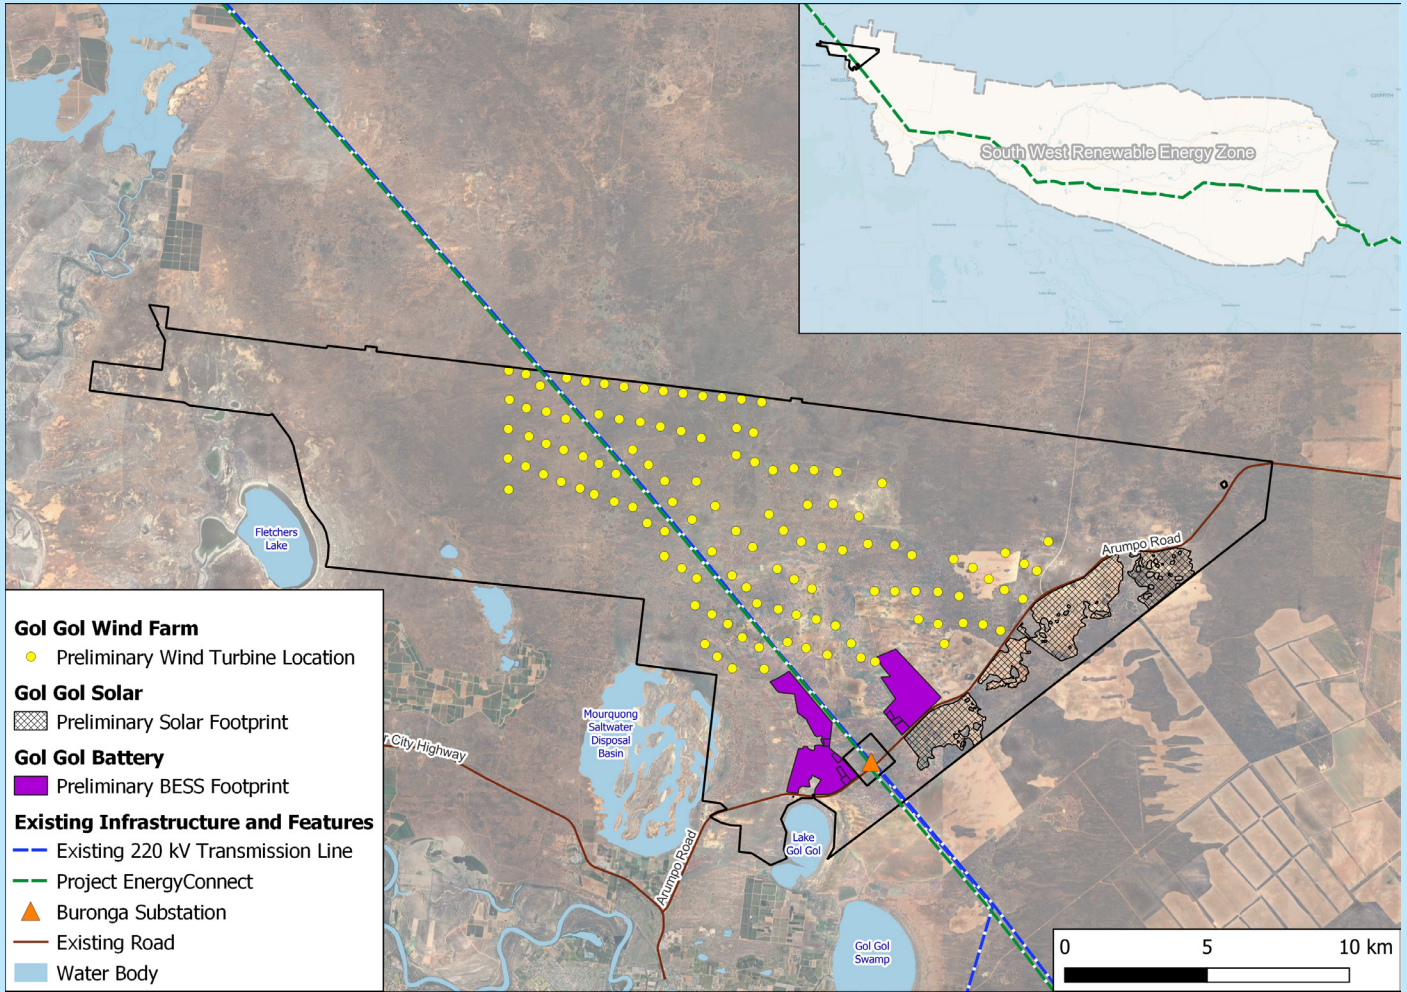 South West Renewable Energy Zone
GRIFFITH
Arumpo Road
Fletchers
Lake
Gol Gol Wind Farm
Preliminary Wind Turbine Location
Gol Gol Solar
Preliminary Solar Footprint
Gol Gol Battery
Preliminary BESS Footprint
Existing Infrastructure and Features
Existing 220 kV Transmission Line
Project EnergyConnect
Buronga Substation
Existing Road
Water Body
Mourquong
Saltwater
Disposal
Basin
r City Highway
Arumpo Road
Lake
Gol Gol
Gol Gol
Swamp
0 5 10 km